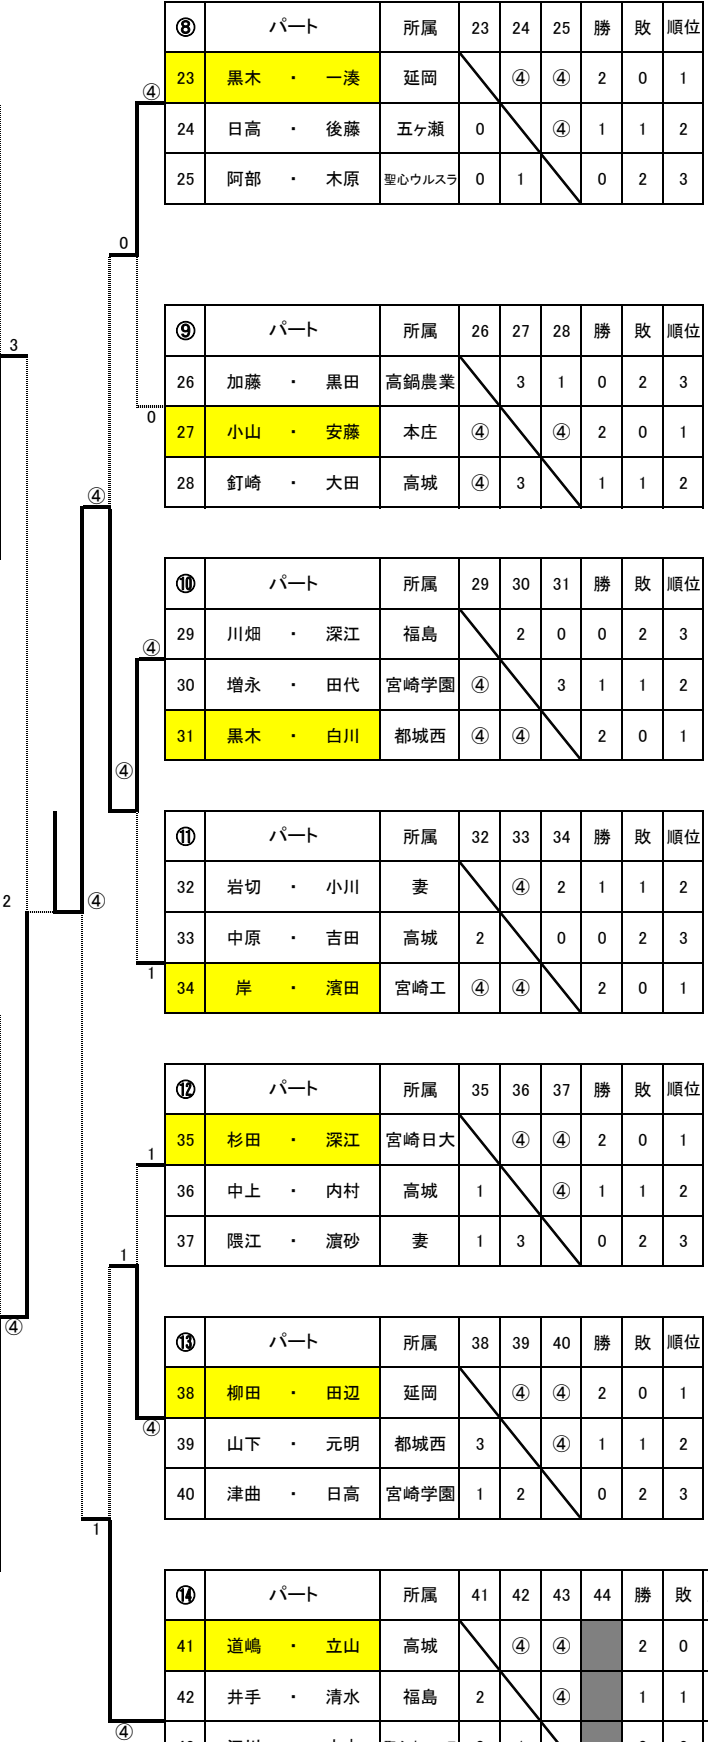 ⑧ パート 所属 23 24 25 勝 敗 順位
23 黒木 ・ 一湊 延岡 ④ ④ 2 0 1
④
24 日高 ・ 後藤 五ヶ瀬 0 ④ 1 1 2
25 阿部 ・ 木原 聖心ウルスラ 0 1 0 2 3
0
⑨ パート 所属 26 27 28 勝 敗 順位
3
26 加藤 ・ 黒田 高鍋農業 3 1 0 2 3
0
27 小山 ・ 安藤 本庄 ④ ④ 2 0 1
28 釘崎 ・ 大田 高城 ④ 3 1 1 2
④
⑩ パート 所属 29 30 31 勝 敗 順位
29 川畑 ・ 深江 福島 2 0 0 2 3
④
30 増永 ・ 田代 宮崎学園 ④ 3 1 1 2
31 黒木 ・ 白川 都城西 ④ ④ 2 0 1
④
⑪ パート 所属 32 33 34 勝 敗 順位
32 岩切 ・ 小川 妻 ④ 2 1 1 2
2 ④
33 中原 ・ 吉田 高城 2 0 0 2 3
1
34 岸 ・ 濱田 宮崎工 ④ ④ 2 0 1
⑫ パート 所属 35 36 37 勝 敗 順位
35 杉田 ・ 深江 宮崎日大 ④ ④ 2 0 1
1
36 中上 ・ 内村 高城 1 ④ 1 1 2
37 隈江 ・ 濵砂 妻 1 3 0 2 3
1
④
⑬ パート 所属 38 39 40 勝 敗 順位
38 柳田 ・ 田辺 延岡 ④ ④ 2 0 1
④
39 山下 ・ 元明 都城西 3 ④ 1 1 2
40 津曲 ・ 日高 宮崎学園 1 2 0 2 3
1
⑭ パート 所属 41 42 43 44 勝 敗
41 道嶋 ・ 立山 高城 ④ ④ 2 0
42 井手 ・ 清水 福島 2 ④ 1 1
④